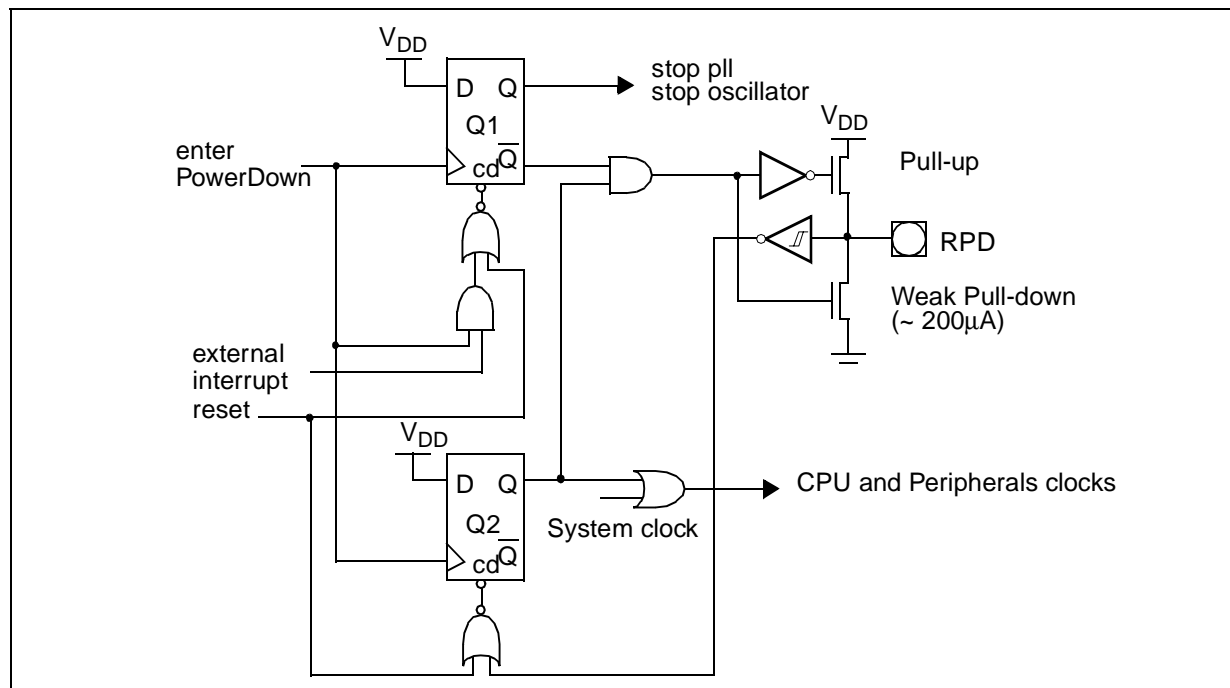 VDD
D Q
Q1
cd Q
stop pll
stop oscillator
enter
PowerDown
VDD
Pull-up
RPD
Weak Pull-down
(~ 200μA)
external
interrupt
reset
VDD
D Q
Q2
cd Q
System clock
CPU and Peripherals clocks